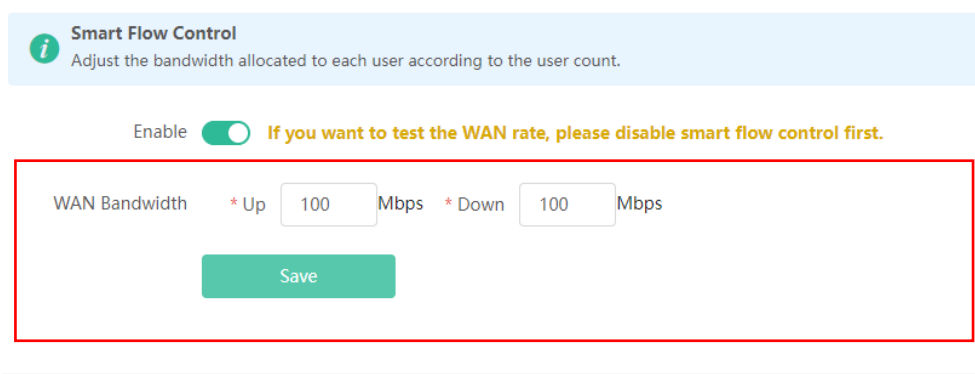 Smart Flow Control
Adjust the bandwidth allocated to each user according to the user count.
Enable If you want to test the WAN rate, please disable smart flow control first.
WAN Bandwidth * Up 100 Mbps * Down 100 Mbps
Save